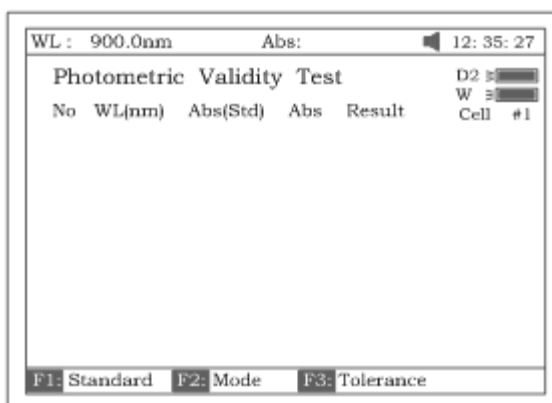 WL : 900.0nm Abs: 12: 35: 27
Photometric Validity Test D2
W
No WL(nm) Abs(Std) Abs Result Cell #1
F1: Standard F2: Mode F3: Tolerance